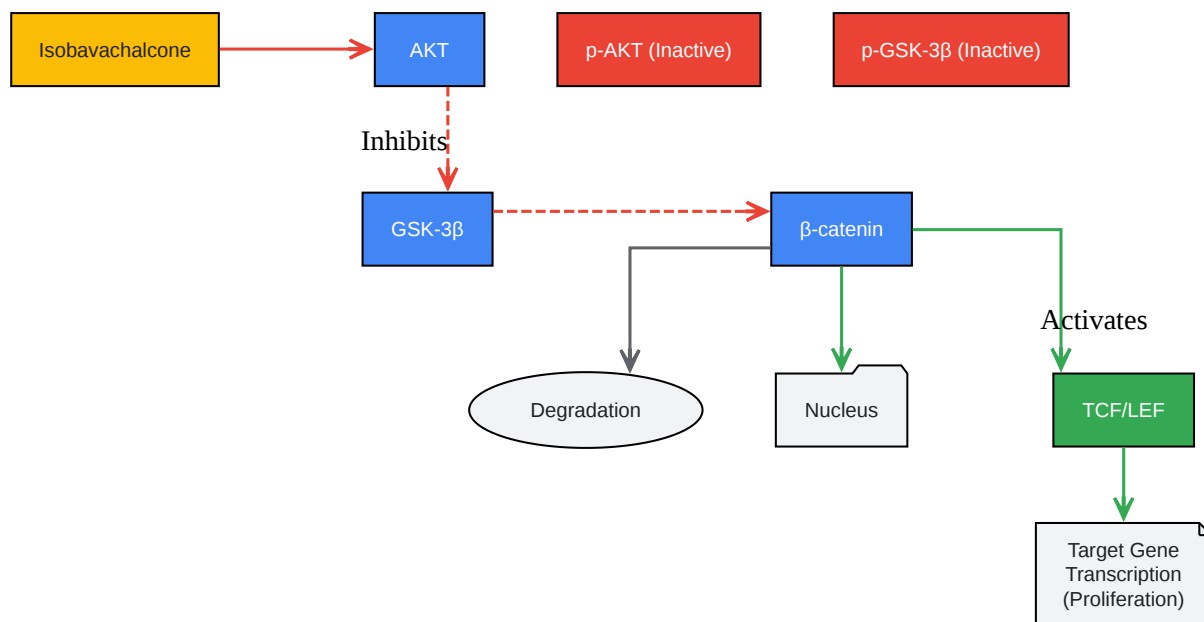 Isobavachalcone
AKT
p-AKT (Inactive)
p-GSK-3β (Inactive)
Inhibits
GSK-3β
β-catenin
Activates
Degradation
Nucleus
TCF/LEF
Target Gene
Transcription
(Proliferation)